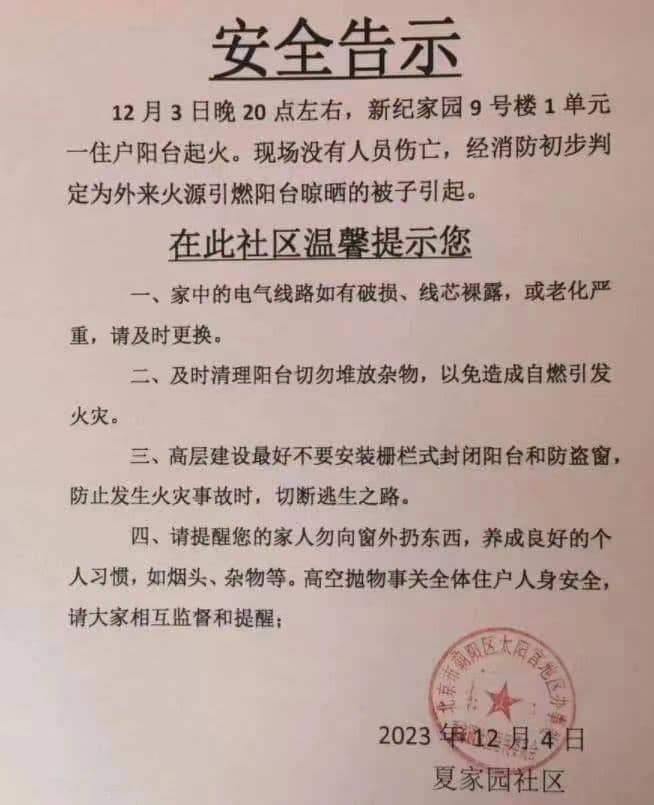 安全告示
12 月 3 日晚 20 点左右，新纪家园 9 号楼 1 单元
一住户阳台起火。现场没有人员伤亡，经消防初步判
定为外来火源引燃阳台晾晒的被子引起。
在此社区温馨提示您
一、家中的电气线路如有破损、线芯裸露，或老化严
重，请及时更换。
二、及时清理阳台切勿堆放杂物，以免造成自燃引发
火灾。
三、高层建设最好不要安装栅栏式封闭阳台和防盗窗，
防止发生火灾事故时，切断逃生之路。
四、请提醒您的家人勿向窗外扔东西，养成良好的个
人习惯，如烟头、杂物等。高空抛物事关全体住户人身安全，
请大家相互监督和提醒；
北京市朝阳区太阳宫地区办事
2023 年 12 月 4 日
夏家园社区